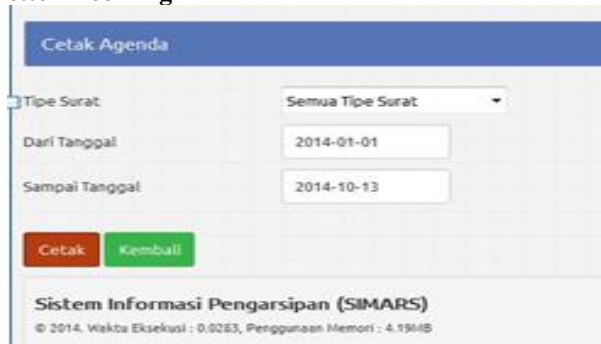 Cetak Agenda
Tipe Surat Semua Tipe Surat
Dari Tanggal 2014-01-01
Sampai Tanggal 2014-10-13
Cetak Kembali
Sistem Informasi Pengarsipan (SIMARS)
© 2014. Waktu Eksekusi : 0.0283, Penggunaan Memori : 4.19MB